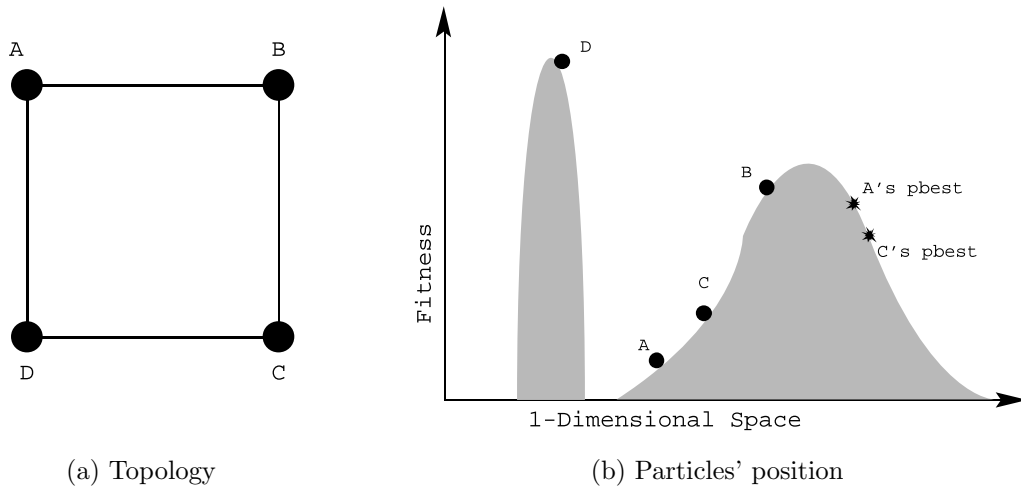 A
B
D
C
(a) Topology
Fitness
D
B
A's pbest
C's pbest
C
A
1-Dimensional Space
(b) Particles' position